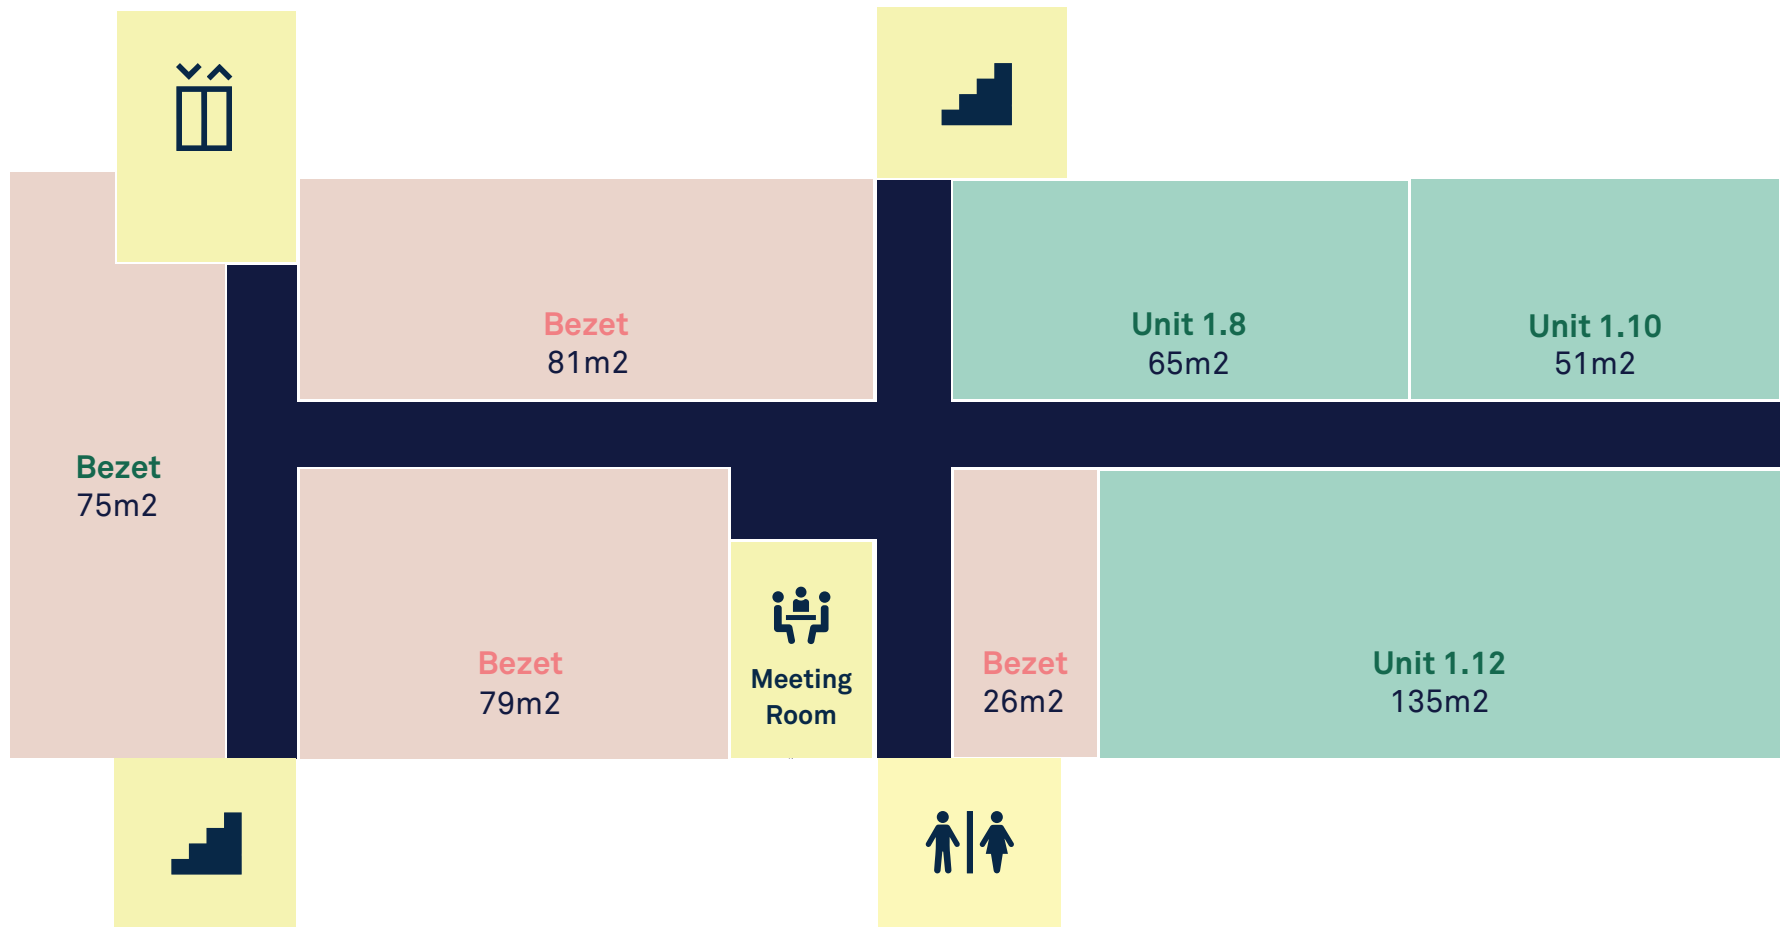 Bezet
81m2
Unit 1.8
65m2
Unit 1.10
51m2
Bezet
75m2
Bezet
79m2
Meeting
Room
Bezet
26m2
Unit 1.12
135m2